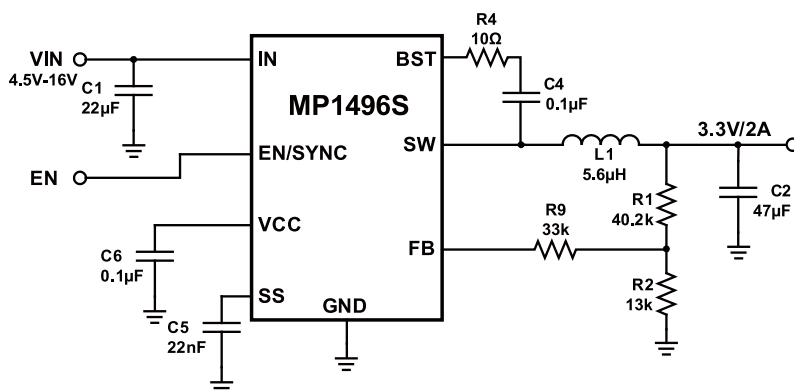 R4
10Ω
VIN
4.5V-16V
IN
BST
C1
22µF
C4
0.1µF
MP1496S
SW
3.3V/2A
L1
5.6µH
EN/SYNC
EN
R1
40.2k
C2
47µF
R9
33k
VCC
FB
C6
0.1µF
R2
13k
SS
GND
C5
22nF